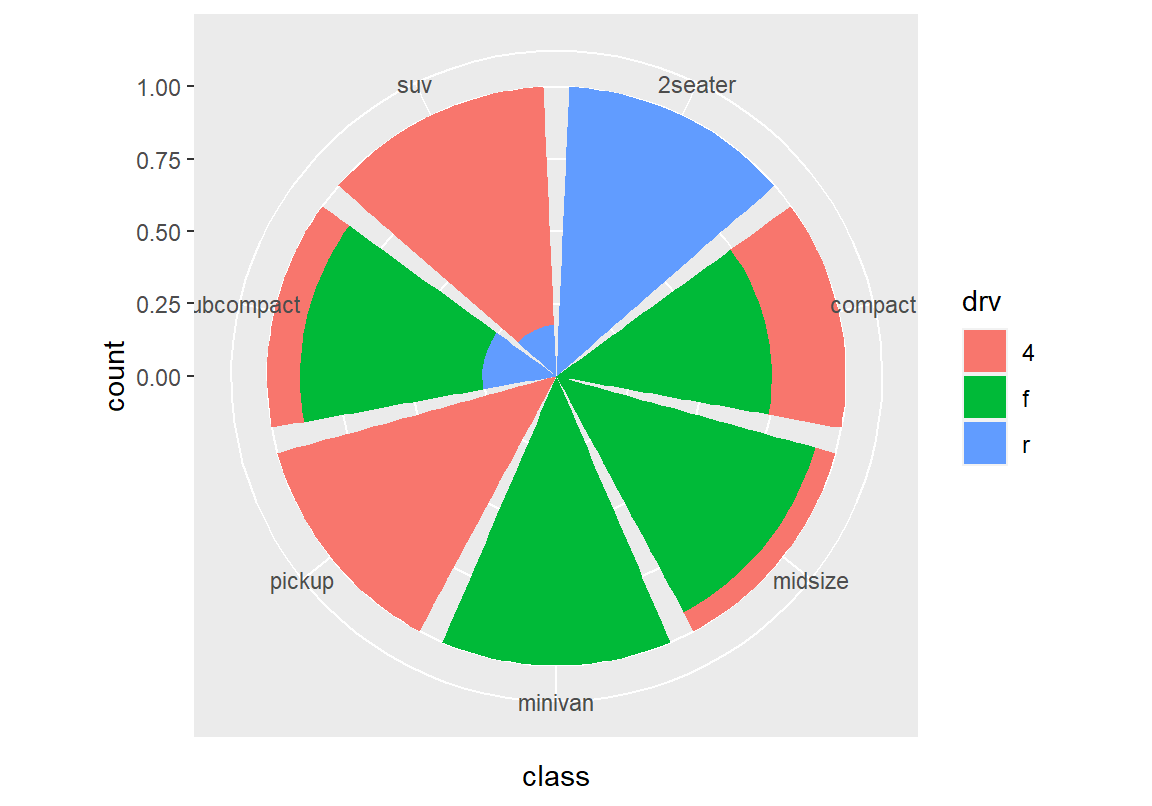 suv
2seater
1.00
0.75
0.50
0.25
0.00
ubcompact
compact
count
pickup
midsize
minivan
class
drv
4
f
r